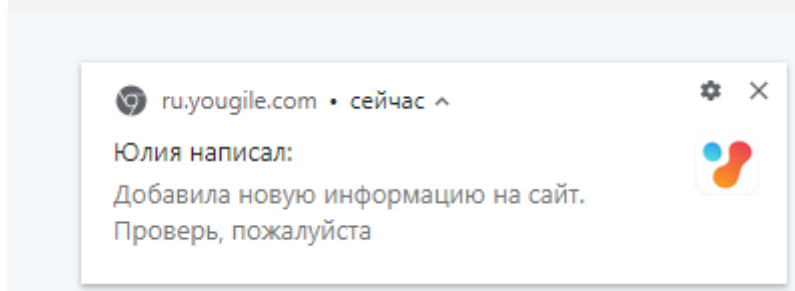 ru.yougile.com • сейчас
Юлия написал:
Добавила новую информацию на сайт.
Проверь, пожалуйста